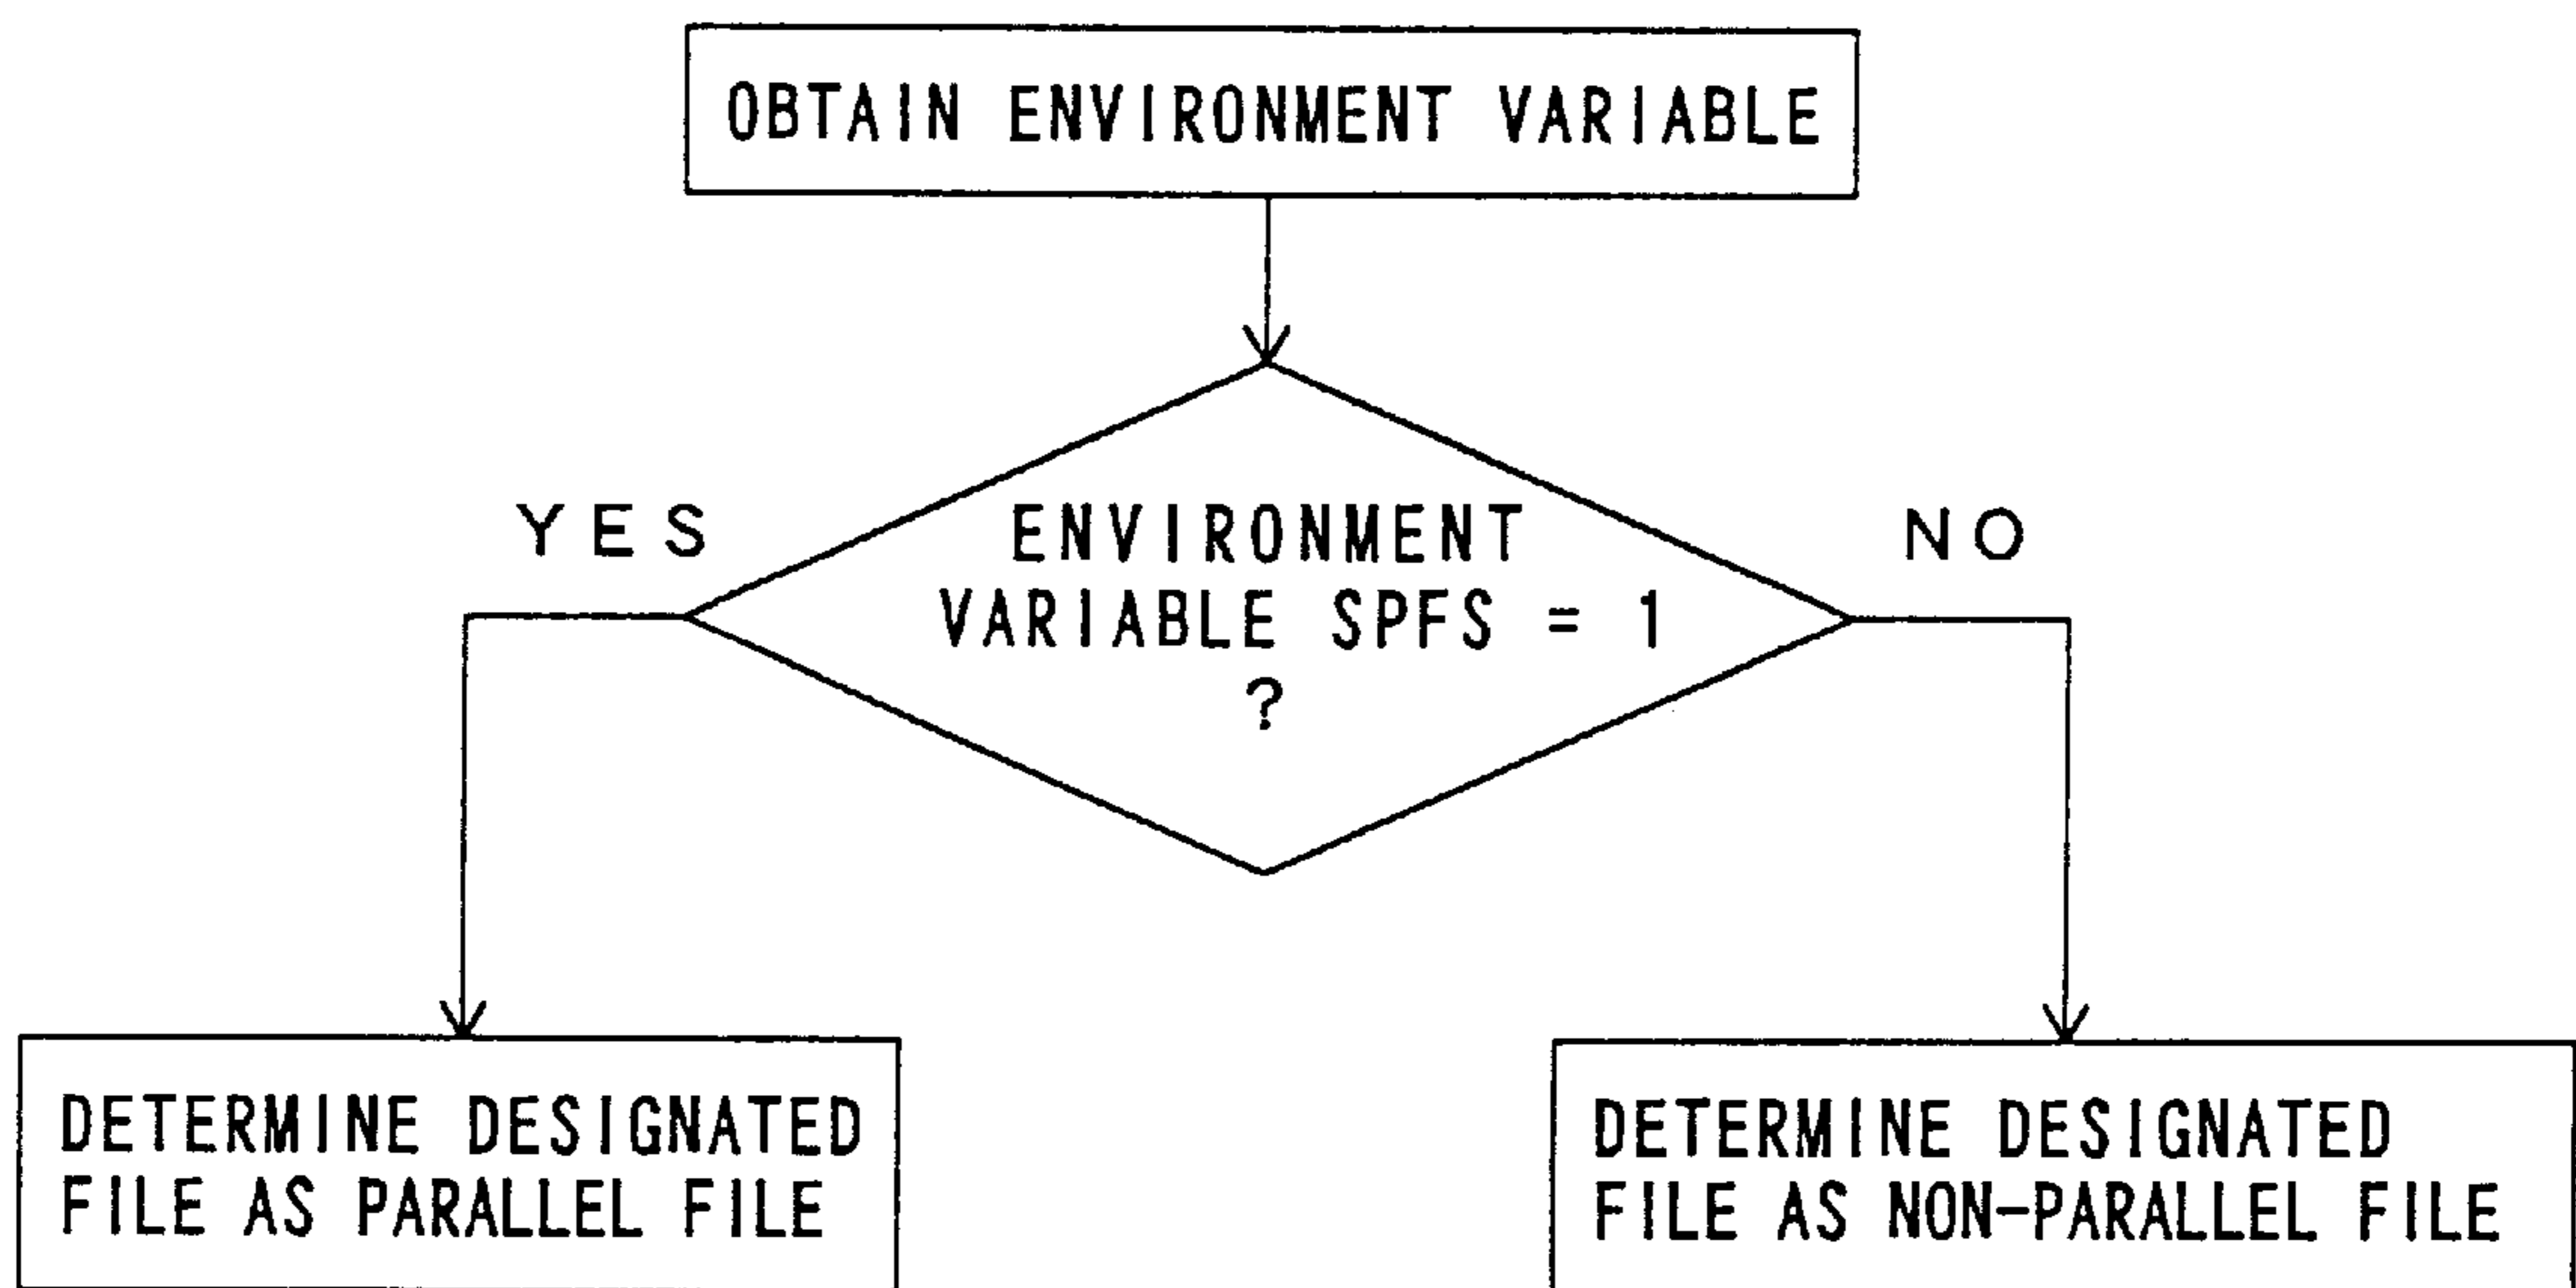 OBTAIN ENVIRONMENT VARIABLE
YES
ENVIRONMENT
VARIABLE SPFS = 1
?
NO
DETERMINE DESIGNATED
FILE AS PARALLEL FILE
DETERMINE DESIGNATED
FILE AS NON-PARALLEL FILE